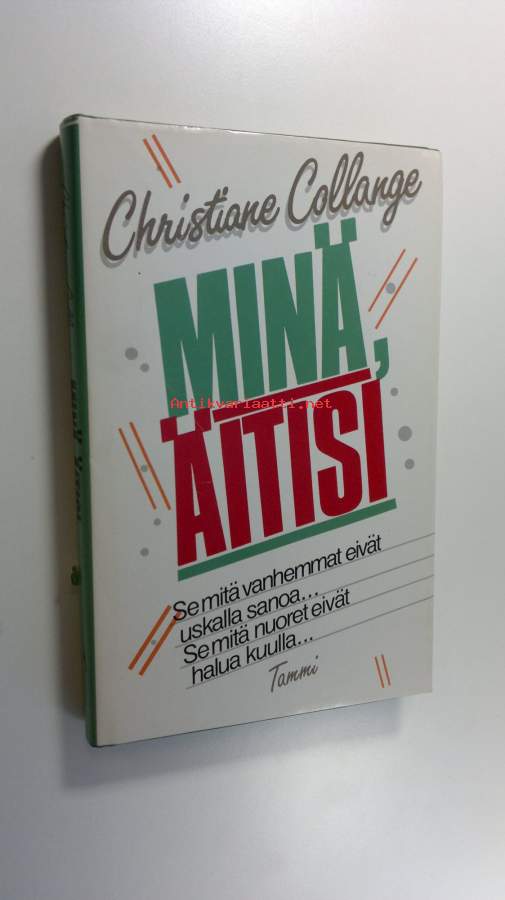 Christiane Collange
MINÄ,
ÄITISI
Antikvariaatti.net
Se mitä vanhemmat eivät
uskalla sanoa...
Se mitä nuoret eivät
halua kuulla...
Tammi